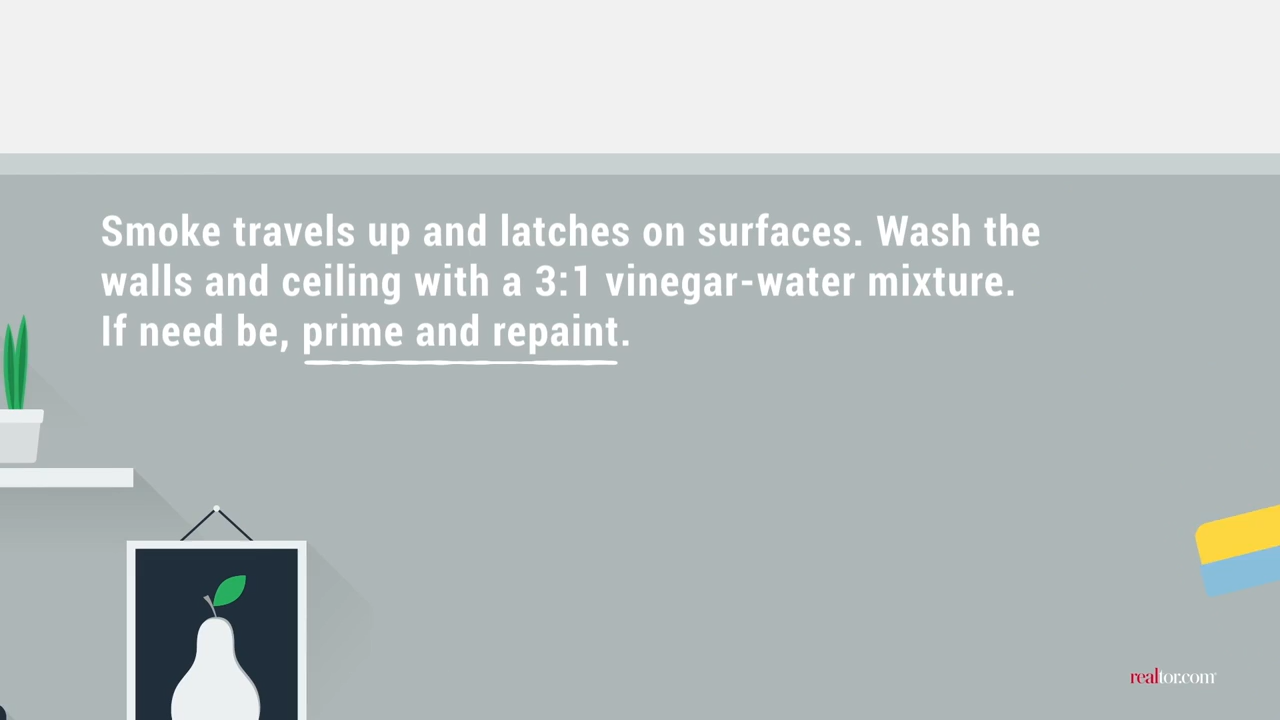 Smoke travels up and latches on surfaces. Wash the
walls and ceiling with a 3:1 vinegar-water mixture.
If need be, prime and repaint.
realtor.com